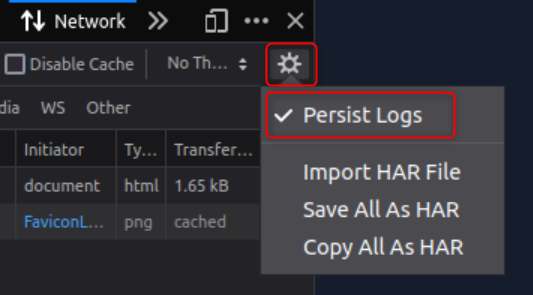 Network
Disable Cache
No Th...
dia WS Other
Persist Logs
Initiator Ty... Transfer...
document html 1.65 kB
Import HAR File
FaviconL... png cached
Save All As HAR
Copy All As HAR